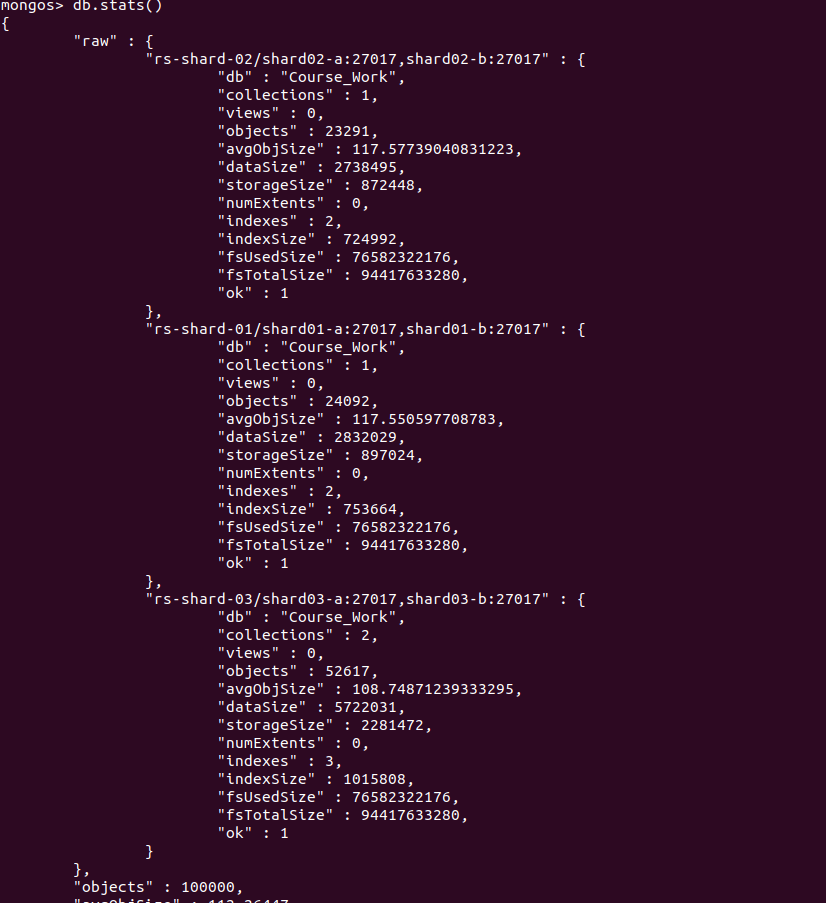 mongos> db.stats()
{
"raw" : {
"rs-shard-02/shard02-a:27017,shard02-b:27017" : {
"db" : "Course_Work",
"collections" : 1,
"views" : 0,
"objects" : 23291,
"avgObjSize" : 117.57739040831223,
"dataSize" : 2738495,
"storageSize" : 872448,
"numExtents" : 0,
"indexes" : 2,
"indexSize" : 724992,
"fsUsedSize" : 76582322176,
"fsTotalSize" : 94417633280,
"ok" : 1
},
"rs-shard-01/shard01-a:27017,shard01-b:27017" : {
"db" : "Course_Work",
"collections" : 1,
"views" : 0,
"objects" : 24092,
"avgObjSize" : 117.550597708783,
"dataSize" : 2832029,
"storageSize" : 897024,
"numExtents" : 0,
"indexes" : 2,
"indexSize" : 753664,
"fsUsedSize" : 76582322176,
"fsTotalSize" : 94417633280,
"ok" : 1
},
"rs-shard-03/shard03-a:27017,shard03-b:27017" : {
"db" : "Course_Work",
"collections" : 2,
"views" : 0,
"objects" : 52617,
"avgObjSize" : 108.74871239333295,
"dataSize" : 5722031,
"storageSize" : 2281472,
"numExtents" : 0,
"indexes" : 3,
"indexSize" : 1015808,
"fsUsedSize" : 76582322176,
"fsTotalSize" : 94417633280,
"ok" : 1
}
},
"objects" : 100000,